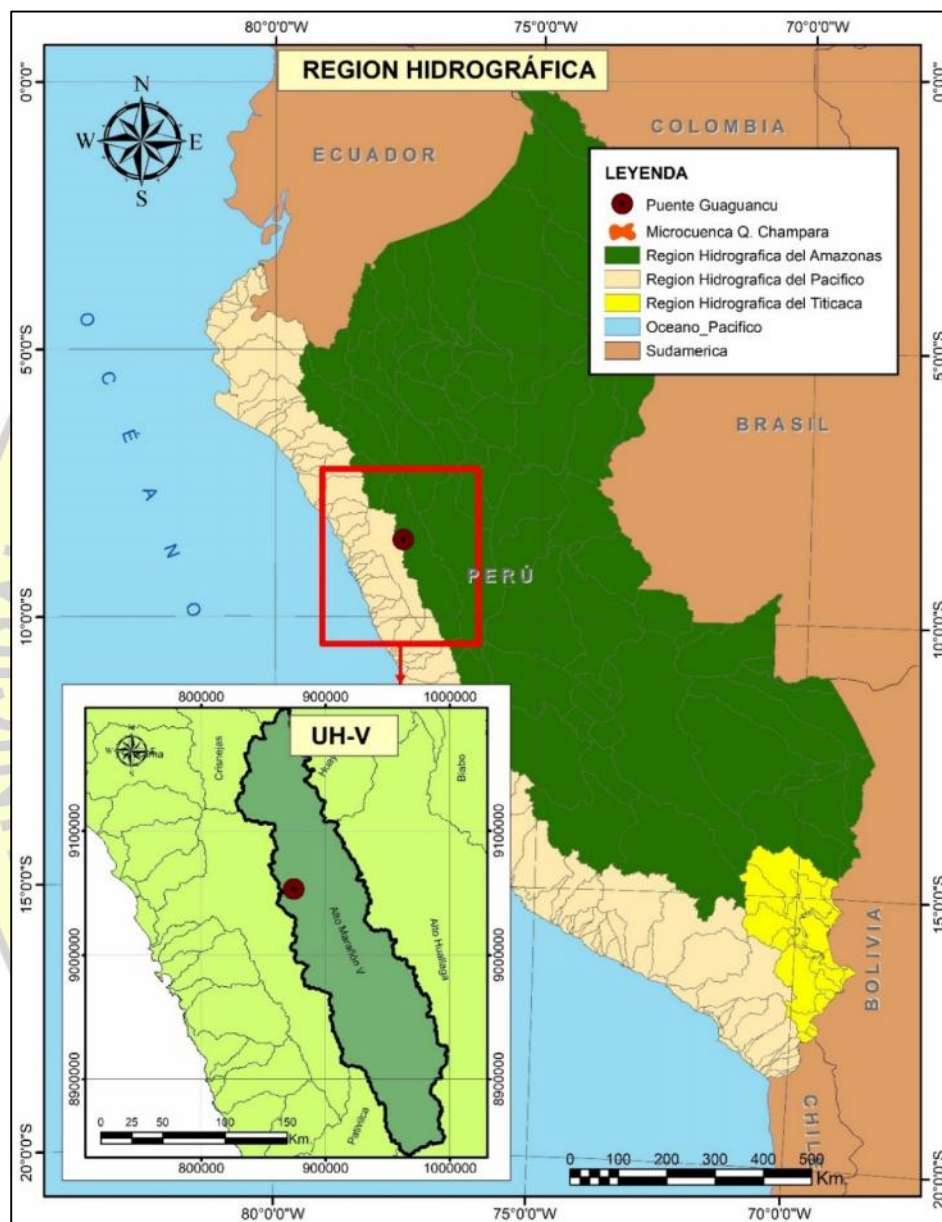 80°0'0"W 75°0'0"W 70°0'0"W
REGION HIDROGRÁFICA
0°0'0" 0°0'0"
N
W E
S
ECUADOR
COLOMBIA
LEYENDA
Puente Guaguancu
Microcuenca Q. Champara
Region Hidrografica del Amazonas
Region Hidrografica del Pacifico
Region Hidrografica del Titicaca
Oceano_Pacifico
Sudamerica
5°0'0"S 5°0'0"S
OCÉANO
BRASIL
PERÚ
10°0'0"S 10°0'0"S
800000 900000 1000000
UH-V
N
W E
S
Crisnejas
Biabo
9100000 9100000
Alto Marañón V
Alto Huallaga
9000000 9000000
8900000 8900000
Pativilca
0 25 50 100 150
Km.
800000 900000 1000000
15°0'0"S 15°0'0"S
BOLIVIA
0 100 200 300 400 500
Km.
20°0'0"S 20°0'0"S
80°0'0"W 75°0'0"W 70°0'0"W